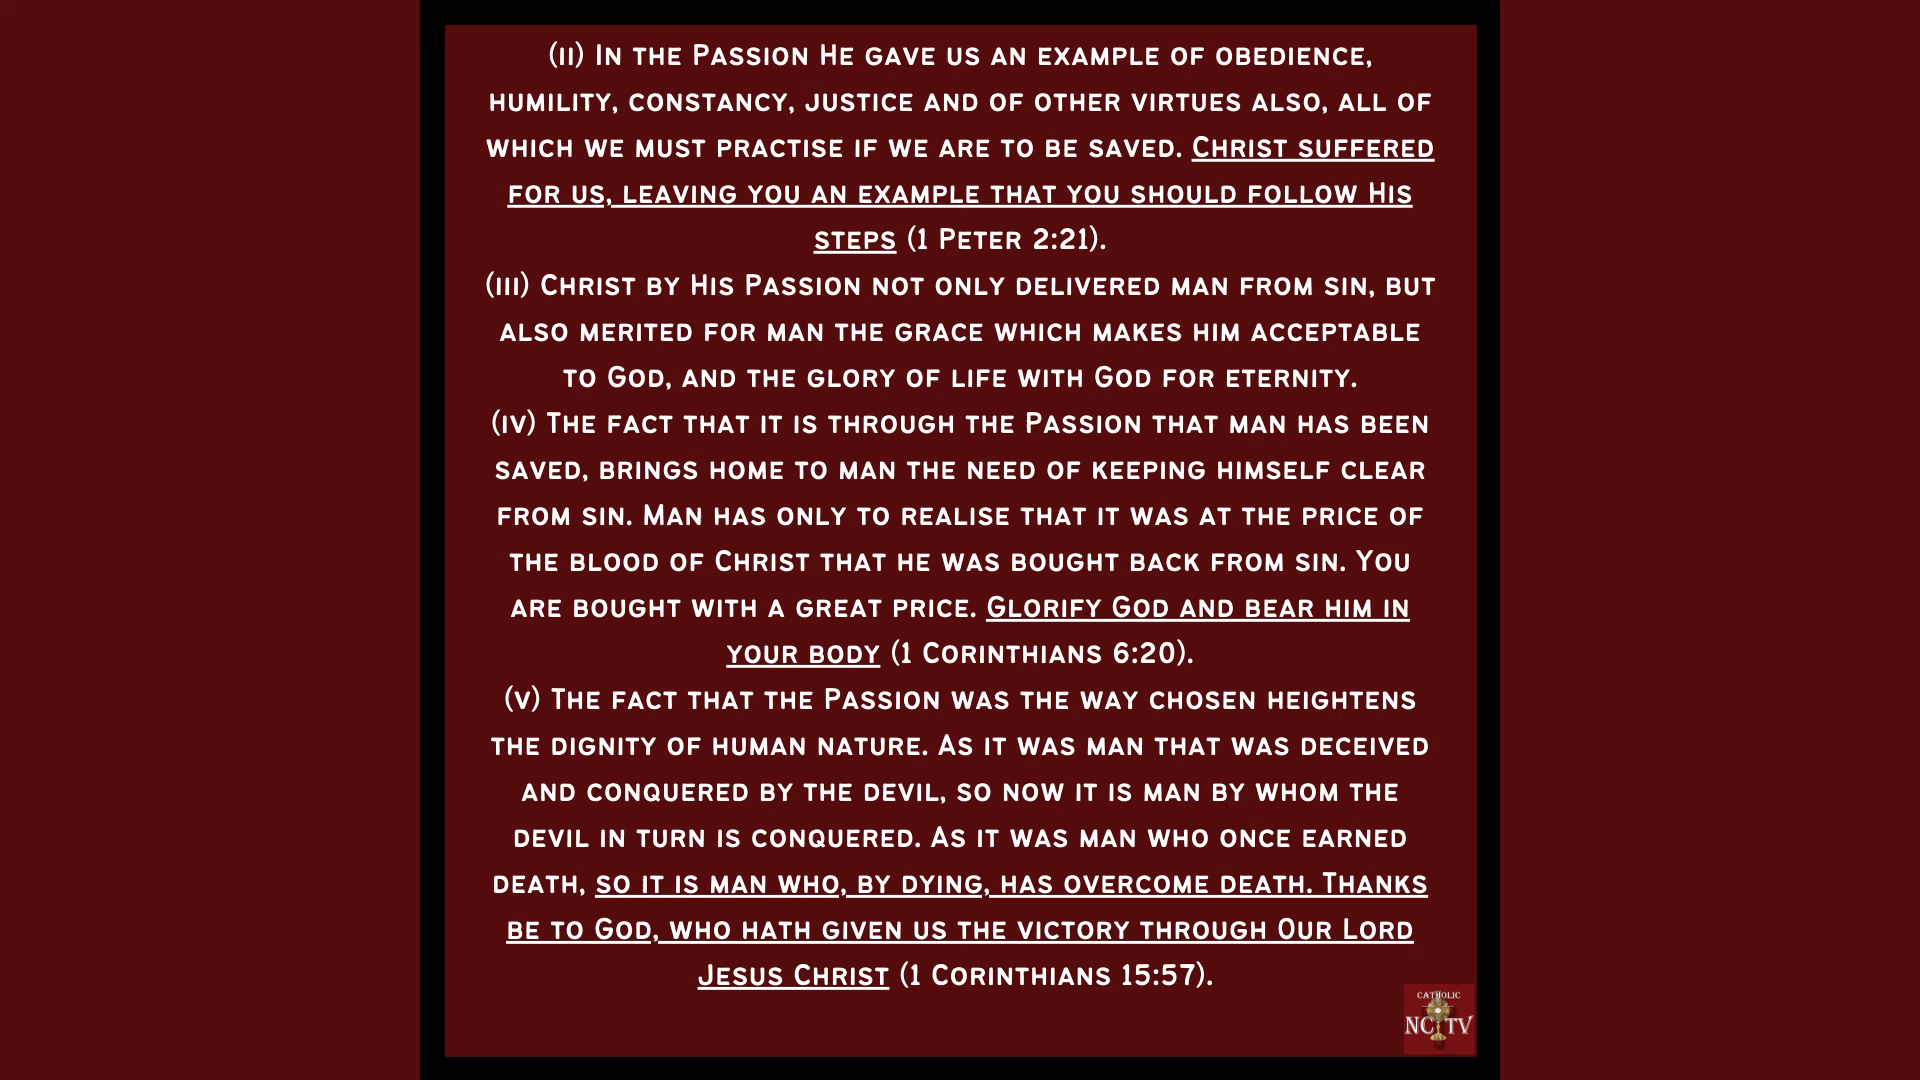 (II) IN THE PASSION HE GAVE US AN EXAMPLE OF OBEDIENCE,
HUMILITY, CONSTANCY, JUSTICE AND OF OTHER VIRTUES ALSO, ALL OF
WHICH WE MUST PRACTISE IF WE ARE TO BE SAVED. CHRIST SUFFERED
FOR US, LEAVING YOU AN EXAMPLE THAT YOU SHOULD FOLLOW HIS
STEPS (1 PETER 2:21).
(III) CHRIST BY HIS PASSION NOT ONLY DELIVERED MAN FROM SIN, BUT
ALSO MERITED FOR MAN THE GRACE WHICH MAKES HIM ACCEPTABLE
TO GOD, AND THE GLORY OF LIFE WITH GOD FOR ETERNITY.
(IV) THE FACT THAT IT IS THROUGH THE PASSION THAT MAN HAS BEEN
SAVED, BRINGS HOME TO MAN THE NEED OF KEEPING HIMSELF CLEAR
FROM SIN. MAN HAS ONLY TO REALISE THAT IT WAS AT THE PRICE OF
THE BLOOD OF CHRIST THAT HE WAS BOUGHT BACK FROM SIN. YOU
ARE BOUGHT WITH A GREAT PRICE. GLORIFY GOD AND BEAR HIM IN
YOUR BODY (1 CORINTHIANS 6:20).
(V) THE FACT THAT THE PASSION WAS THE WAY CHOSEN HEIGHTENS
THE DIGNITY OF HUMAN NATURE. AS IT WAS MAN THAT WAS DECEIVED
AND CONQUERED BY THE DEVIL, SO NOW IT IS MAN BY WHOM THE
DEVIL IN TURN IS CONQUERED. AS IT WAS MAN WHO ONCE EARNED
DEATH, SO IT IS MAN WHO, BY DYING, HAS OVERCOME DEATH. THANKS
BE TO GOD, WHO HATH GIVEN US THE VICTORY THROUGH OUR LORD
JESUS CHRIST (1 CORINTHIANS 15:57).
CATHOLIC
NC TV